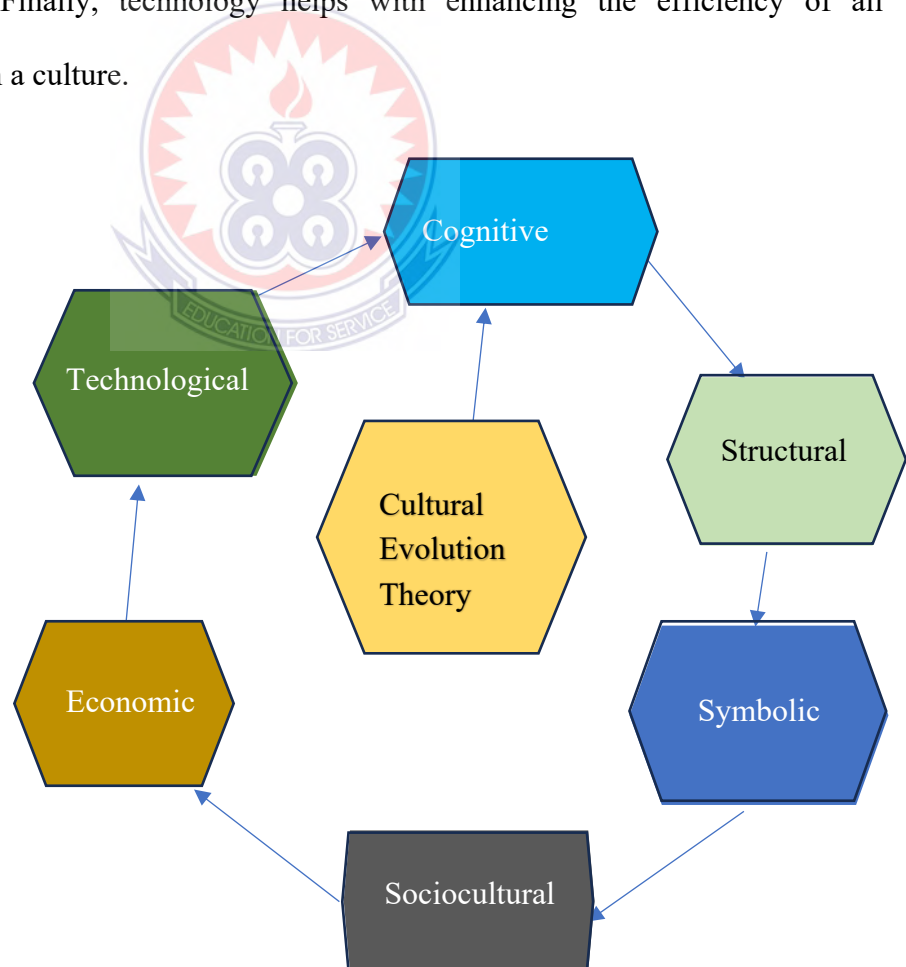 Finally, technology helps with enhancing the efficiency of all
a culture.
EDUCATION FOR SERVICE
Cognitive
Technological
Structural
Cultural
Evolution
Theory
Economic
Symbolic
Sociocultural